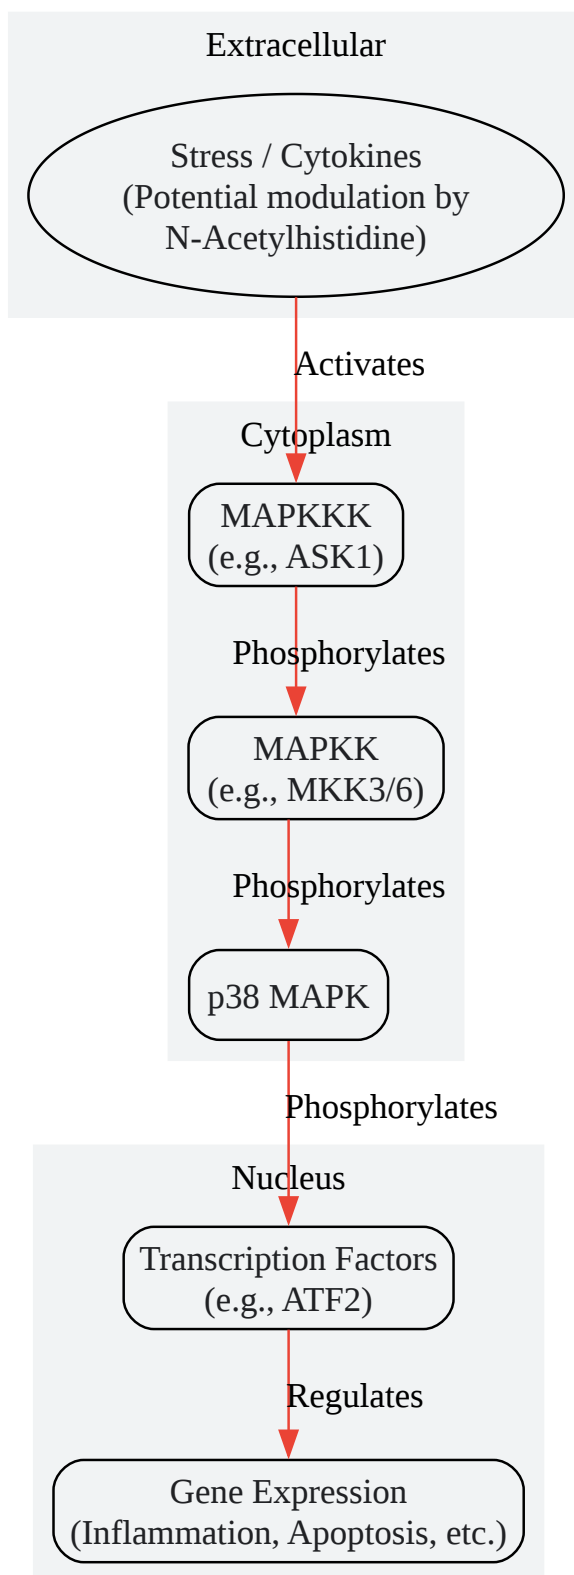 Extracellular
Stress / Cytokines
(Potential modulation by
N-Acetylhistidine)
Activates
Cytoplasm
MAPKKK
(e.g., ASK1)
Phosphorylates
MAPKK
(e.g., MKK3/6)
Phosphorylates
p38 MAPK
Phosphorylates
Nucleus
Transcription Factors
(e.g., ATF2)
Regulates
Gene Expression
(Inflammation, Apoptosis, etc.)